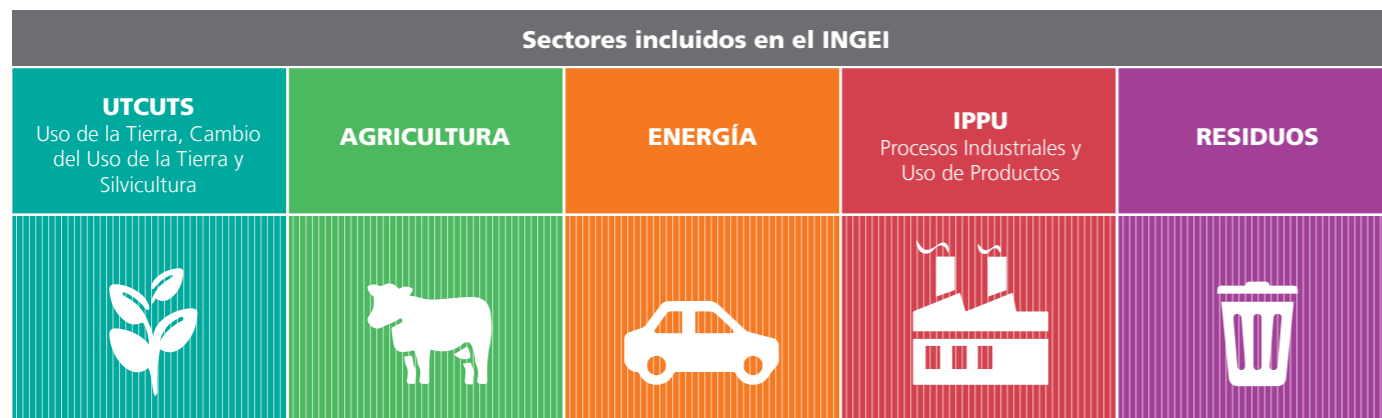 Sectores incluidos en el INGEI
UTCUTS
Uso de la Tierra, Cambio
del Uso de la Tierra y
Silvicultura
AGRICULTURA
ENERGÍA
IPPU
Procesos Industriales y
Uso de Productos
RESIDUOS